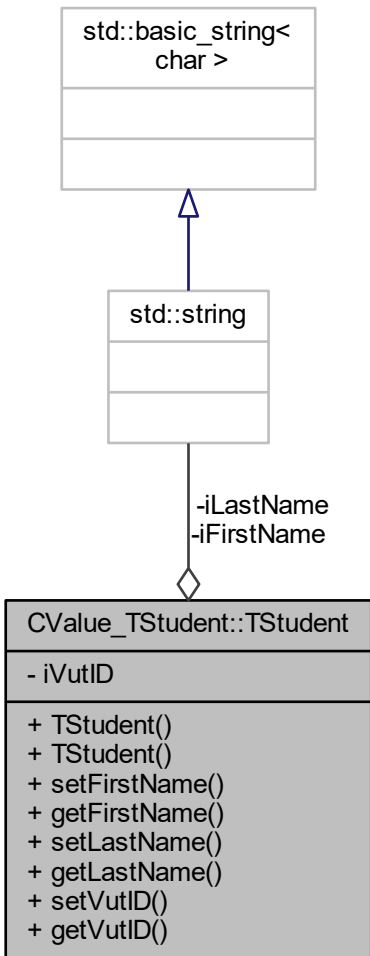 std::basic_string<
char >
std::string
-iLastName
-iFirstName
CValue_TStudent::TStudent
- iVutID
+ TStudent()
+ TStudent()
+ setFirstName()
+ getFirstName()
+ setLastName()
+ getLastName()
+ setVutID()
+ getVutID()